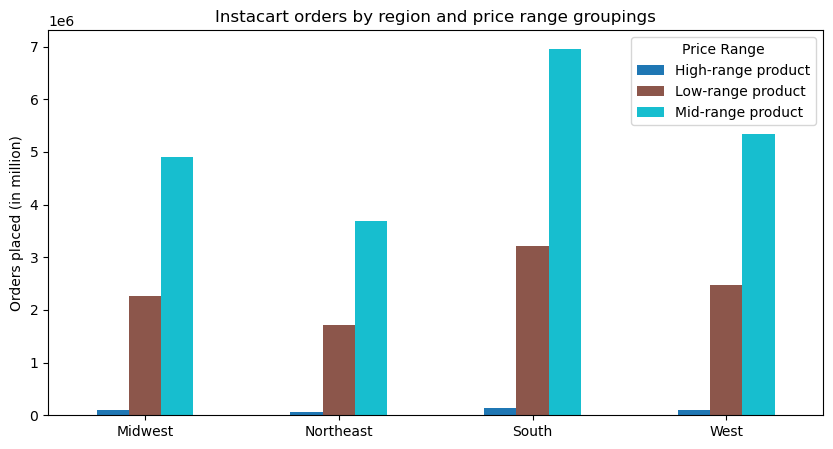 Instacart orders by region and price range groupings
1e6
Price Range
High-range product
Low-range product
Mid-range product
Orders placed (in million)
7
6
5
4
3
2
1
0
Midwest Northeast South West